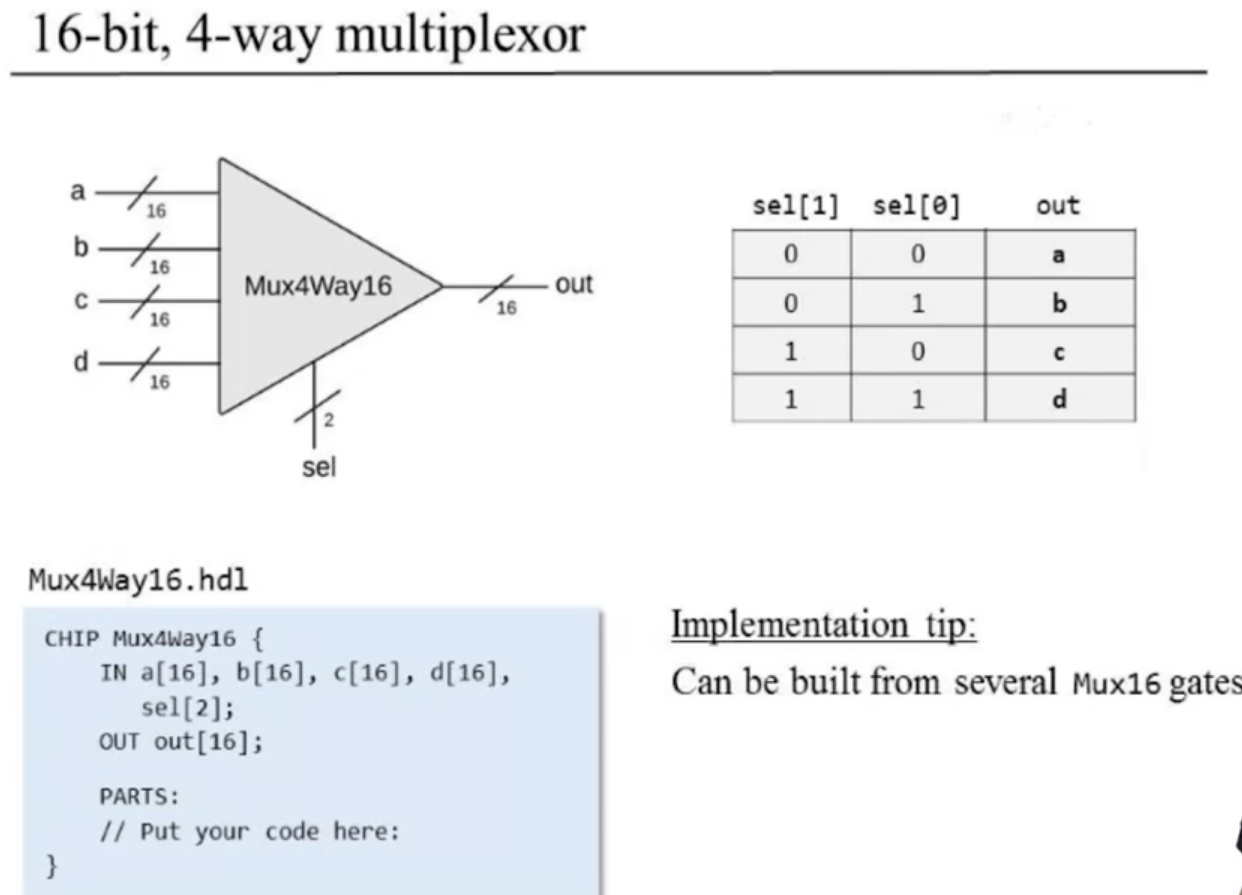 16-bit, 4-way multiplexor
a
16
b
16
c
16
d
16
Mux4Way16
16
out
2
sel
sel[1] sel[0] out
0 0 a
0 1 b
1 0 c
1 1 d
Mux4Way16.hdl
CHIP Mux4Way16 {
IN a[16], b[16], c[16], d[16],
sel[2];
OUT out[16];
PARTS:
// Put your code here:
}
Implementation tip:
Can be built from several Mux16 gates